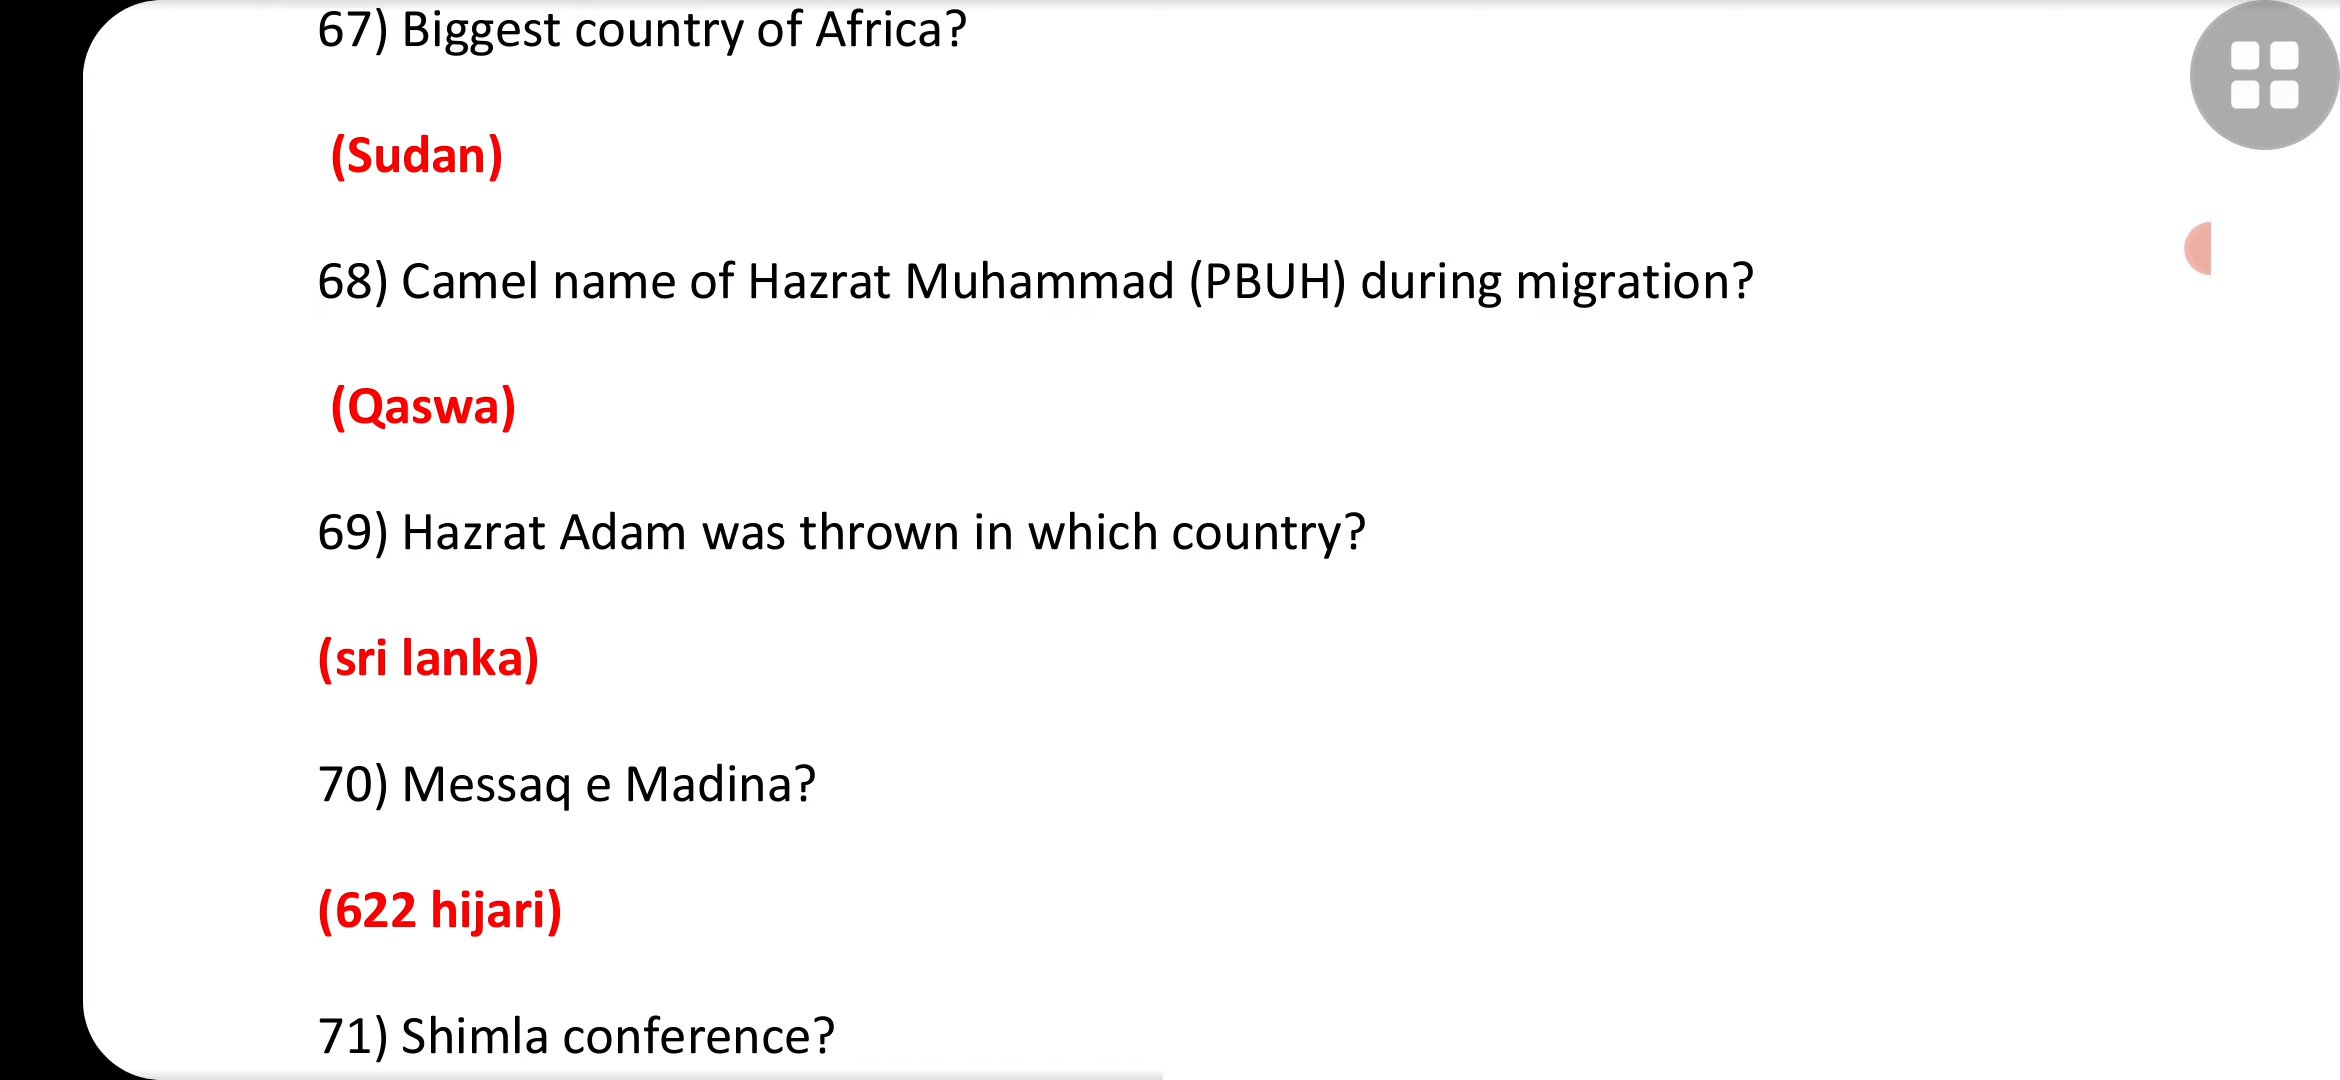 67) Biggest country of Africa?
(Sudan)
68) Camel name of Hazrat Muhammad (PBUH) during migration?
(Qaswa)
69) Hazrat Adam was thrown in which country?
(sri lanka)
70) Messaq e Madina?
(622 hijari)
71) Shimla conference?